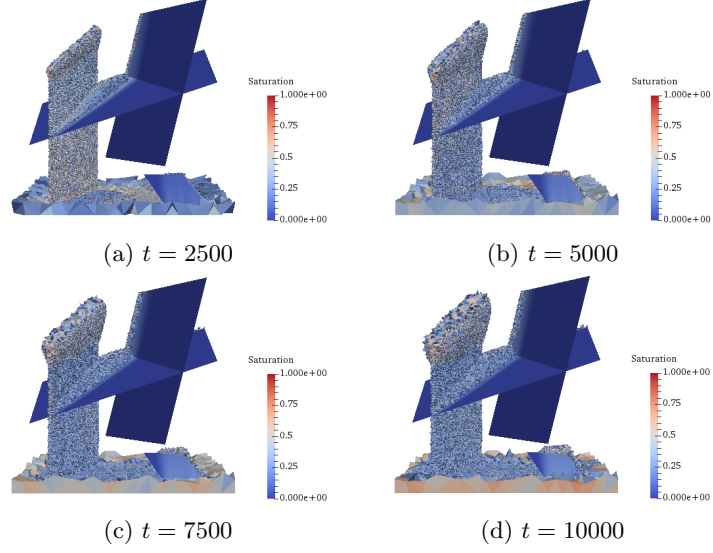 Saturation
1.000e+00
0.75
0.5
0.25
0.000e+00
Saturation
1.000e+00
0.75
0.5
0.25
0.000e+00
(a) t = 2500
(b) t = 5000
Saturation
1.000e+00
0.75
0.5
0.25
0.000e+00
Saturation
1.000e+00
0.75
0.5
0.25
0.000e+00
(c) t = 7500
(d) t = 10000